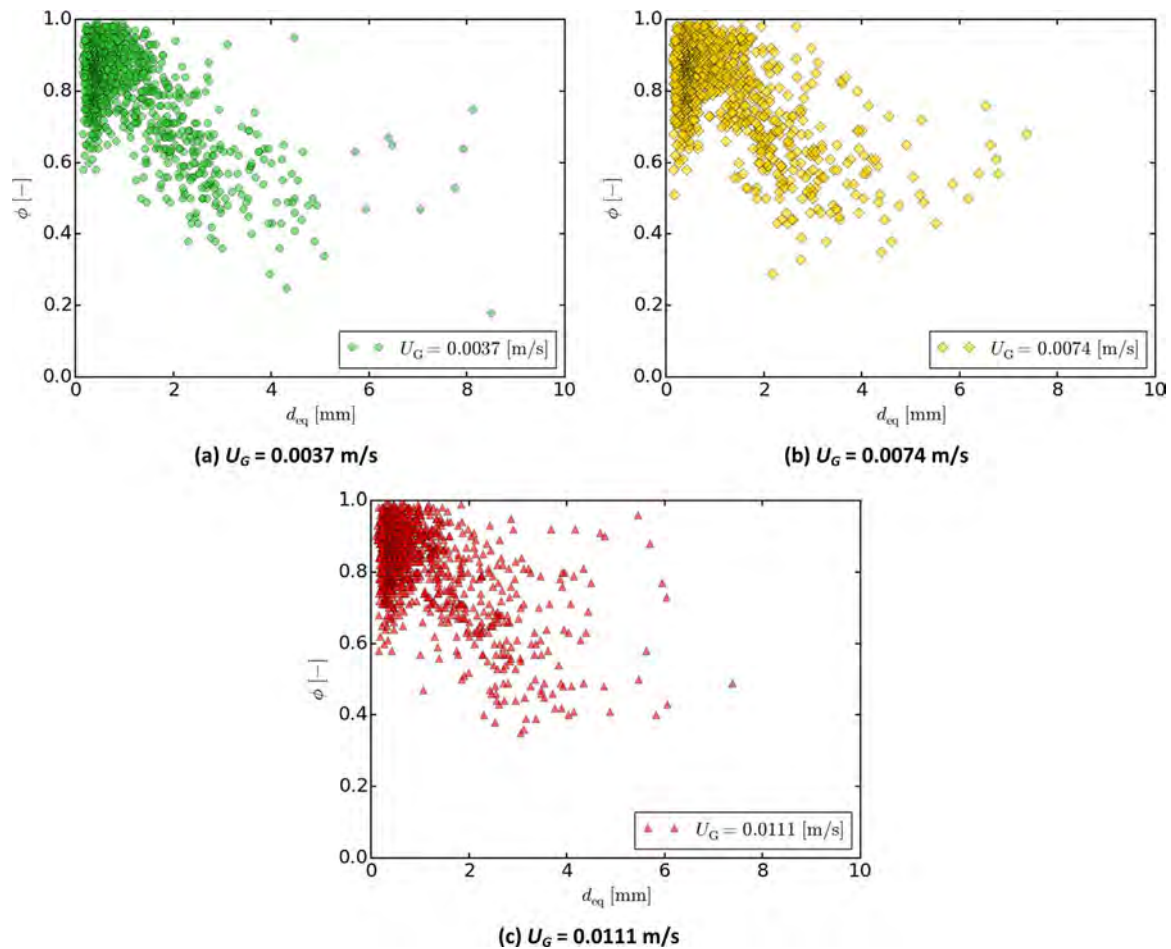 1.0
0.8
0.6
0.4
0.2
0.0
ϕ [−]
0 2 4 6 8 10
d_eq [mm]
U_G = 0.0037 [m/s]
(a) U_G = 0.0037 m/s
1.0
0.8
0.6
0.4
0.2
0.0
ϕ [−]
0 2 4 6 8 10
d_eq [mm]
U_G = 0.0074 [m/s]
(b) U_G = 0.0074 m/s
1.0
0.8
0.6
0.4
0.2
0.0
ϕ [−]
0 2 4 6 8 10
d_eq [mm]
U_G = 0.0111 [m/s]
(c) U_G = 0.0111 m/s